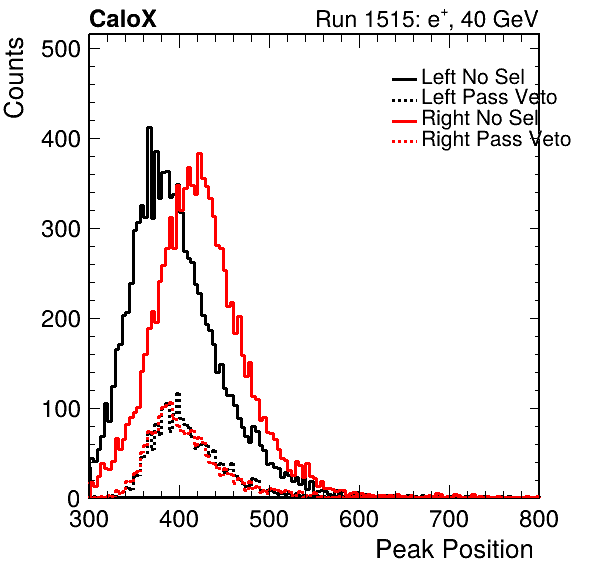 CaloX Run 1515: e⁺, 40 GeV
Counts
500
400
300
200
100
0
Left No Sel
Left Pass Veto
Right No Sel
Right Pass Veto
300 400 500 600 700 800
Peak Position